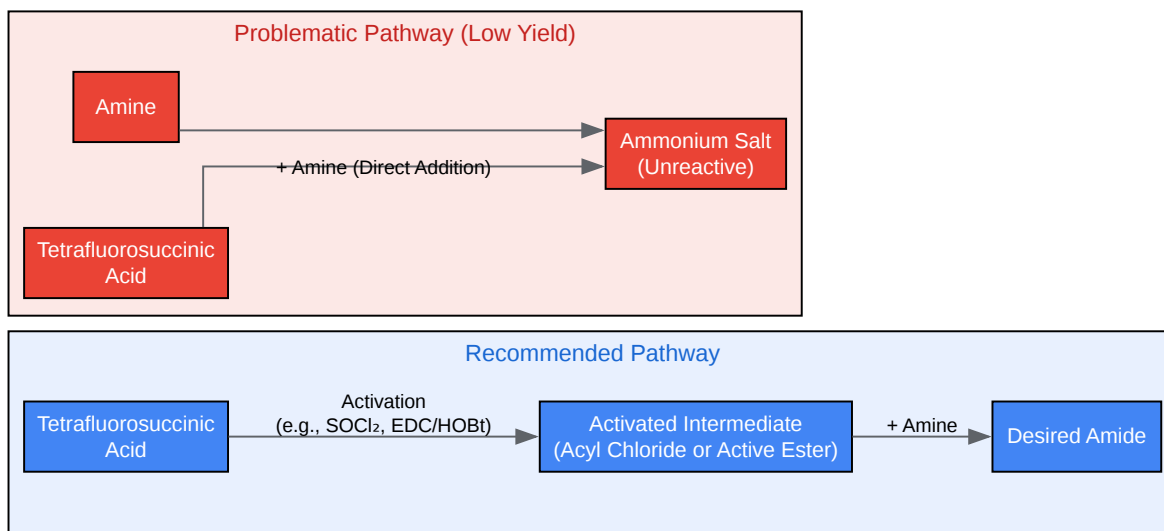 Problematic Pathway (Low Yield)
Amine
Ammonium Salt
(Unreactive)
+ Amine (Direct Addition)
Tetrafluorosuccinic
Acid
Recommended Pathway
Tetrafluorosuccinic
Acid
Activation
(e.g., SOCl₂, EDC/HOBt)
Activated Intermediate
(Acyl Chloride or Active Ester)
+ Amine
Desired Amide